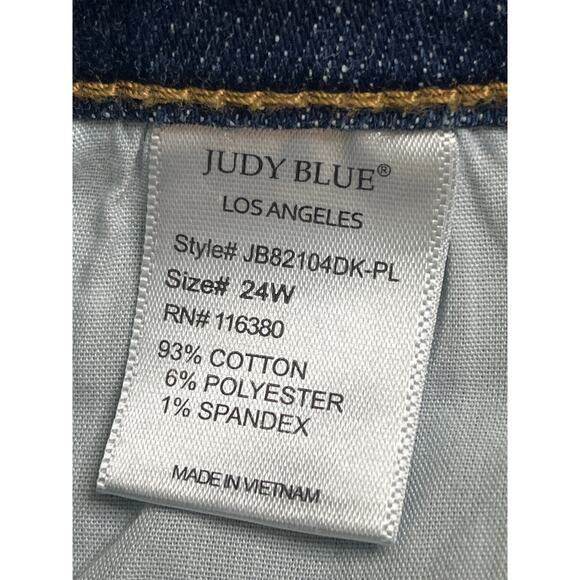 JUDY BLUE®
LOS ANGELES
Style# JB82104DK-PL
Size# 24W
RN# 116380
93% COTTON
6% POLYESTER
1% SPANDEX
MADE IN VIETNAM